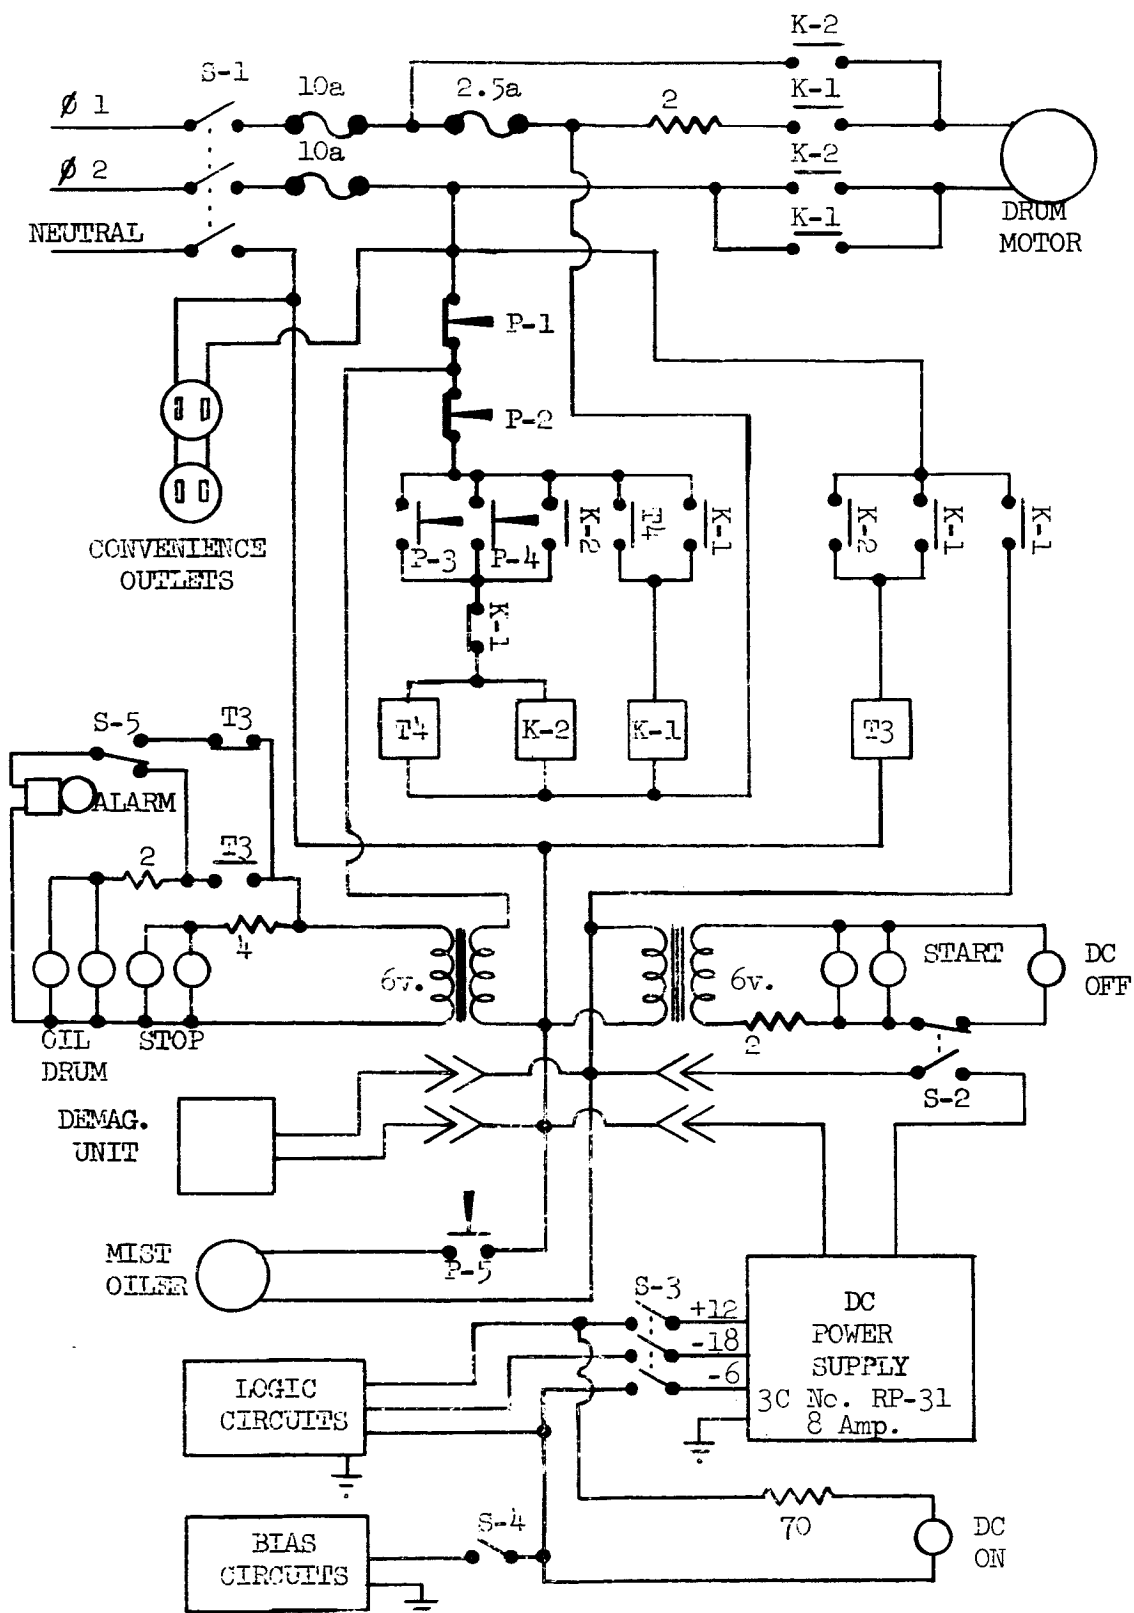 K-2
S-1
10a
2.5a
2
K-1
Ø 1
10a
K-2
Ø 2
K-1
NEUTRAL
DRUM
MOTOR
P-1
P-2
K-2
T4
K-1
K-2
K-1
K-1
P-3
P-4
CONVENIENCE
OUTLETS
K-1
S-5
T3
T4
K-2
K-1
T3
ALARM
2
T3
4
6v.
6v.
START
DC
OFF
OIL
DRUM
STOP
2
S-2
DEMAG.
UNIT
MIST
OILER
P-5
S-3
+12
-18
-6
DC
POWER
SUPPLY
3C No. RP-31
8 Amp.
LOGIC
CIRCUITS
S-4
70
DC
ON
BIAS
CIRCUITS